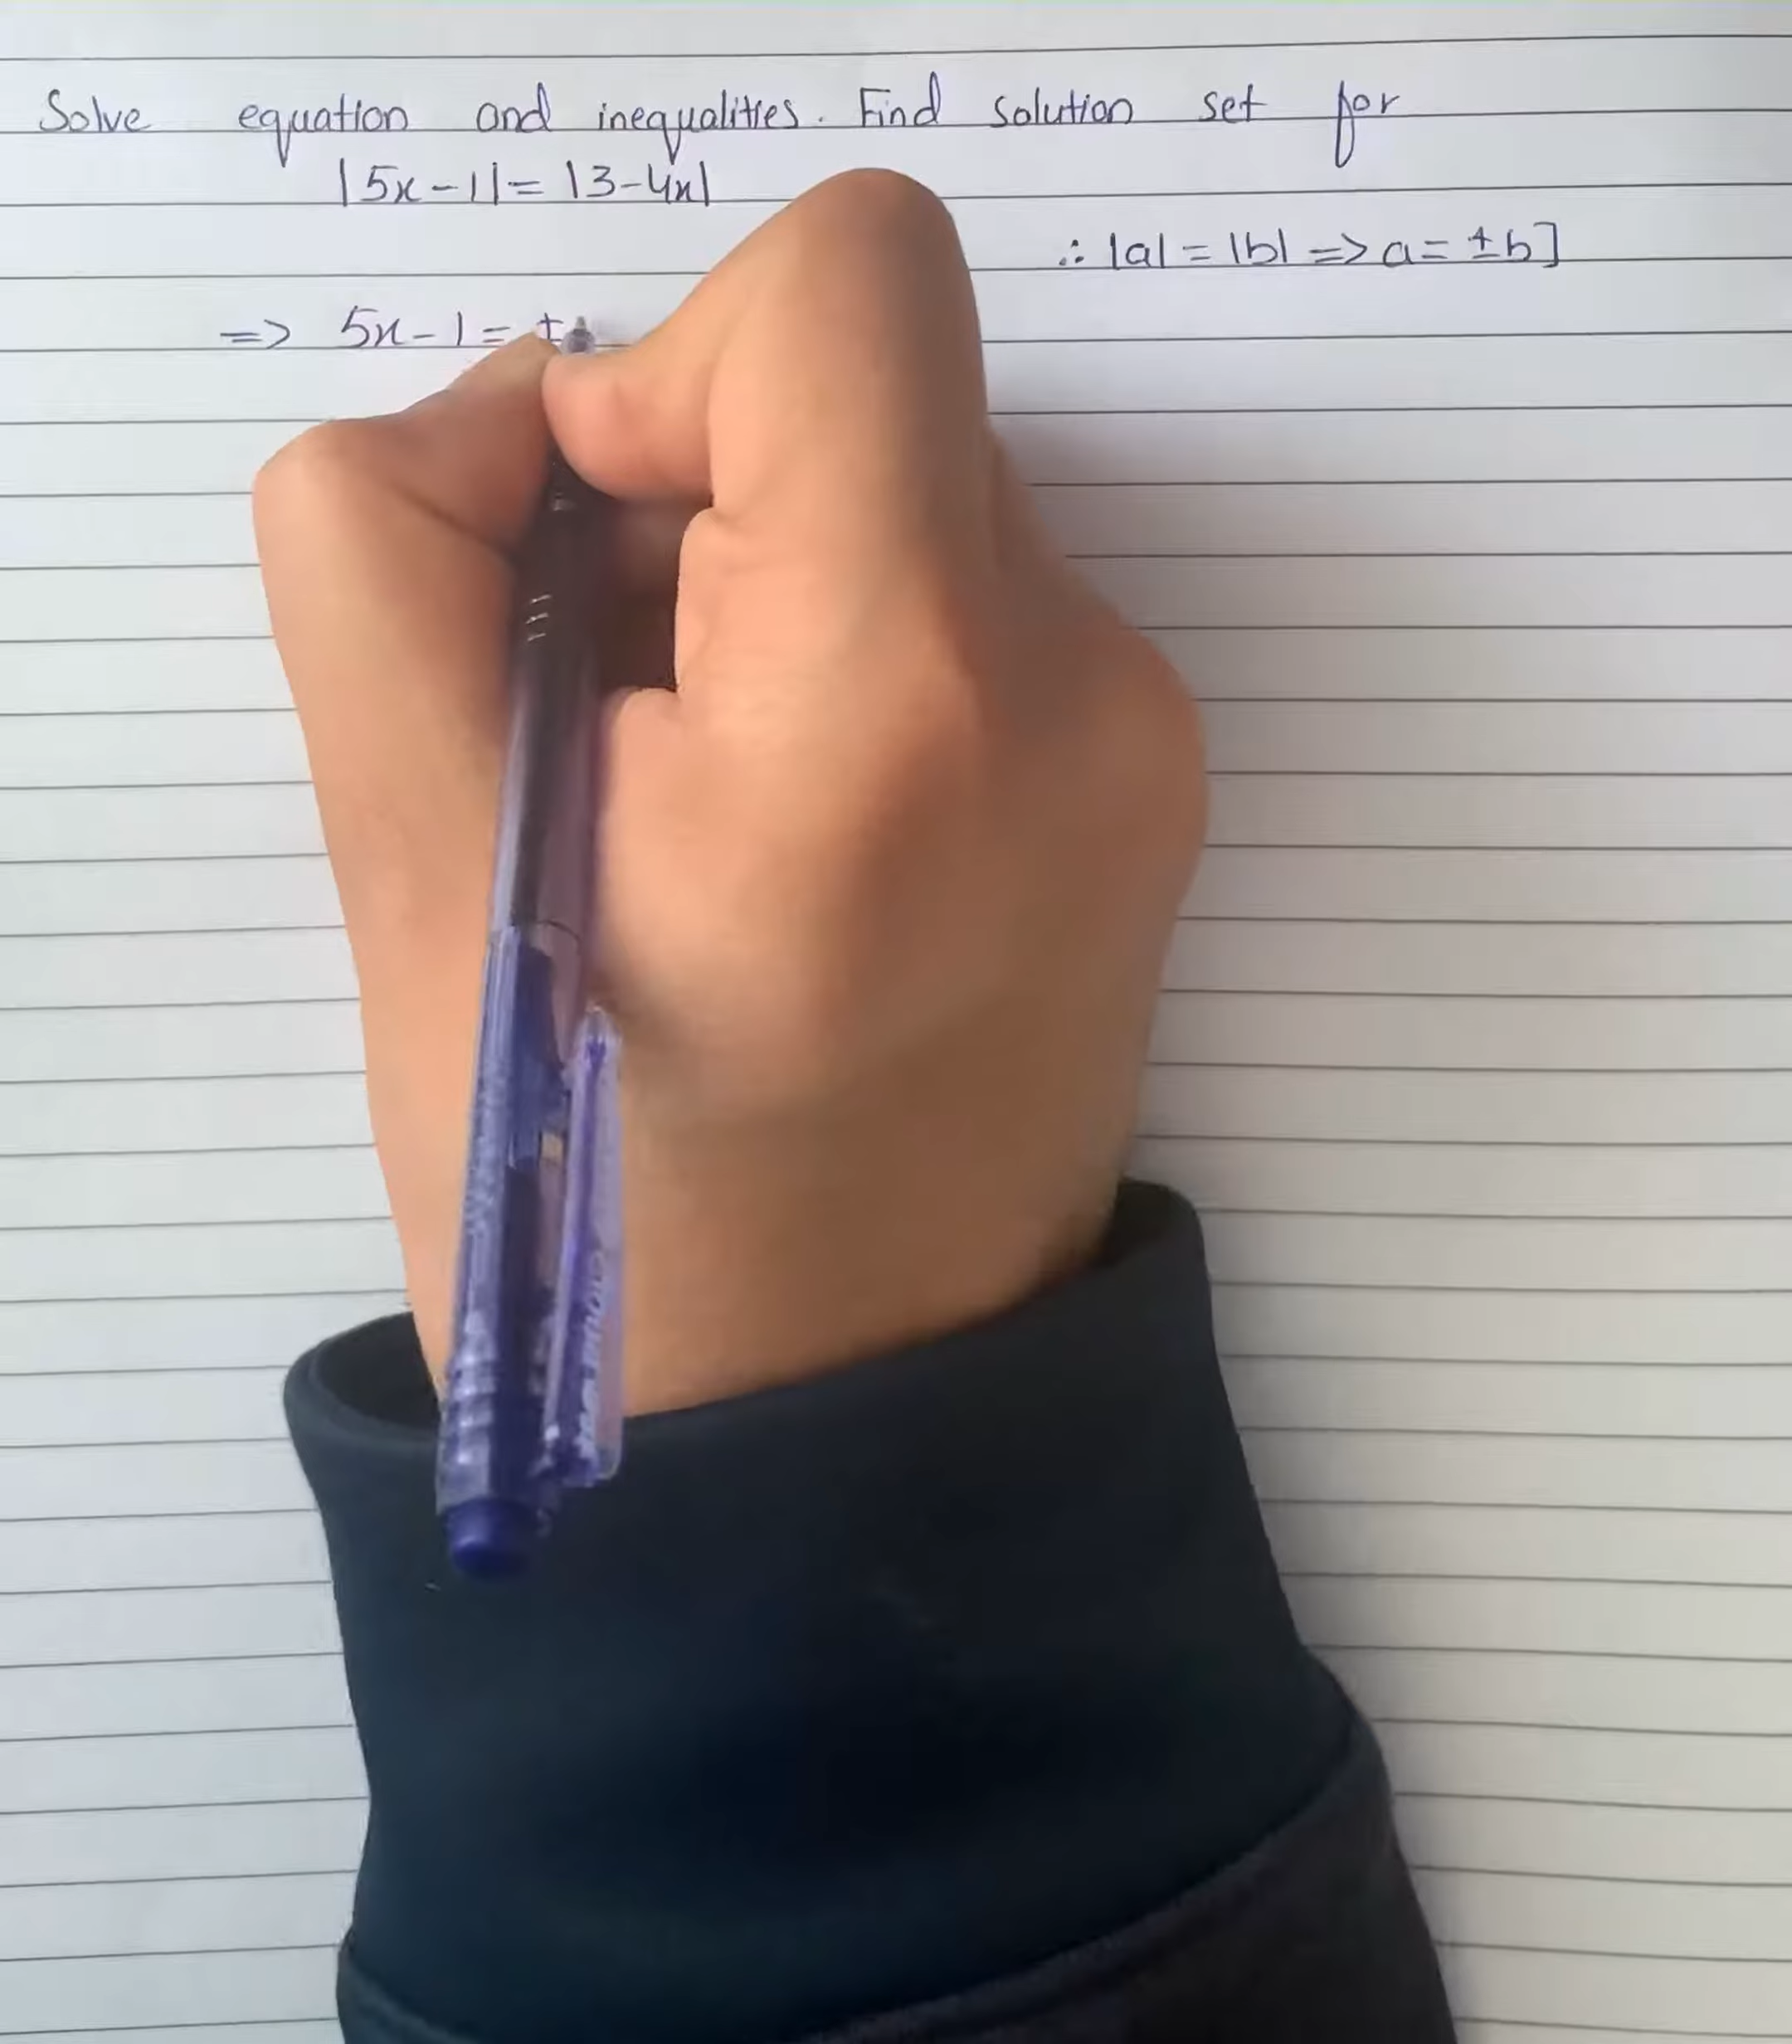 Solve equation and inequalities. Find solution set for
|5x-1| = |3-4x|
∴ |a| = |b| => a = ±b]
=> 5x-1 = ±